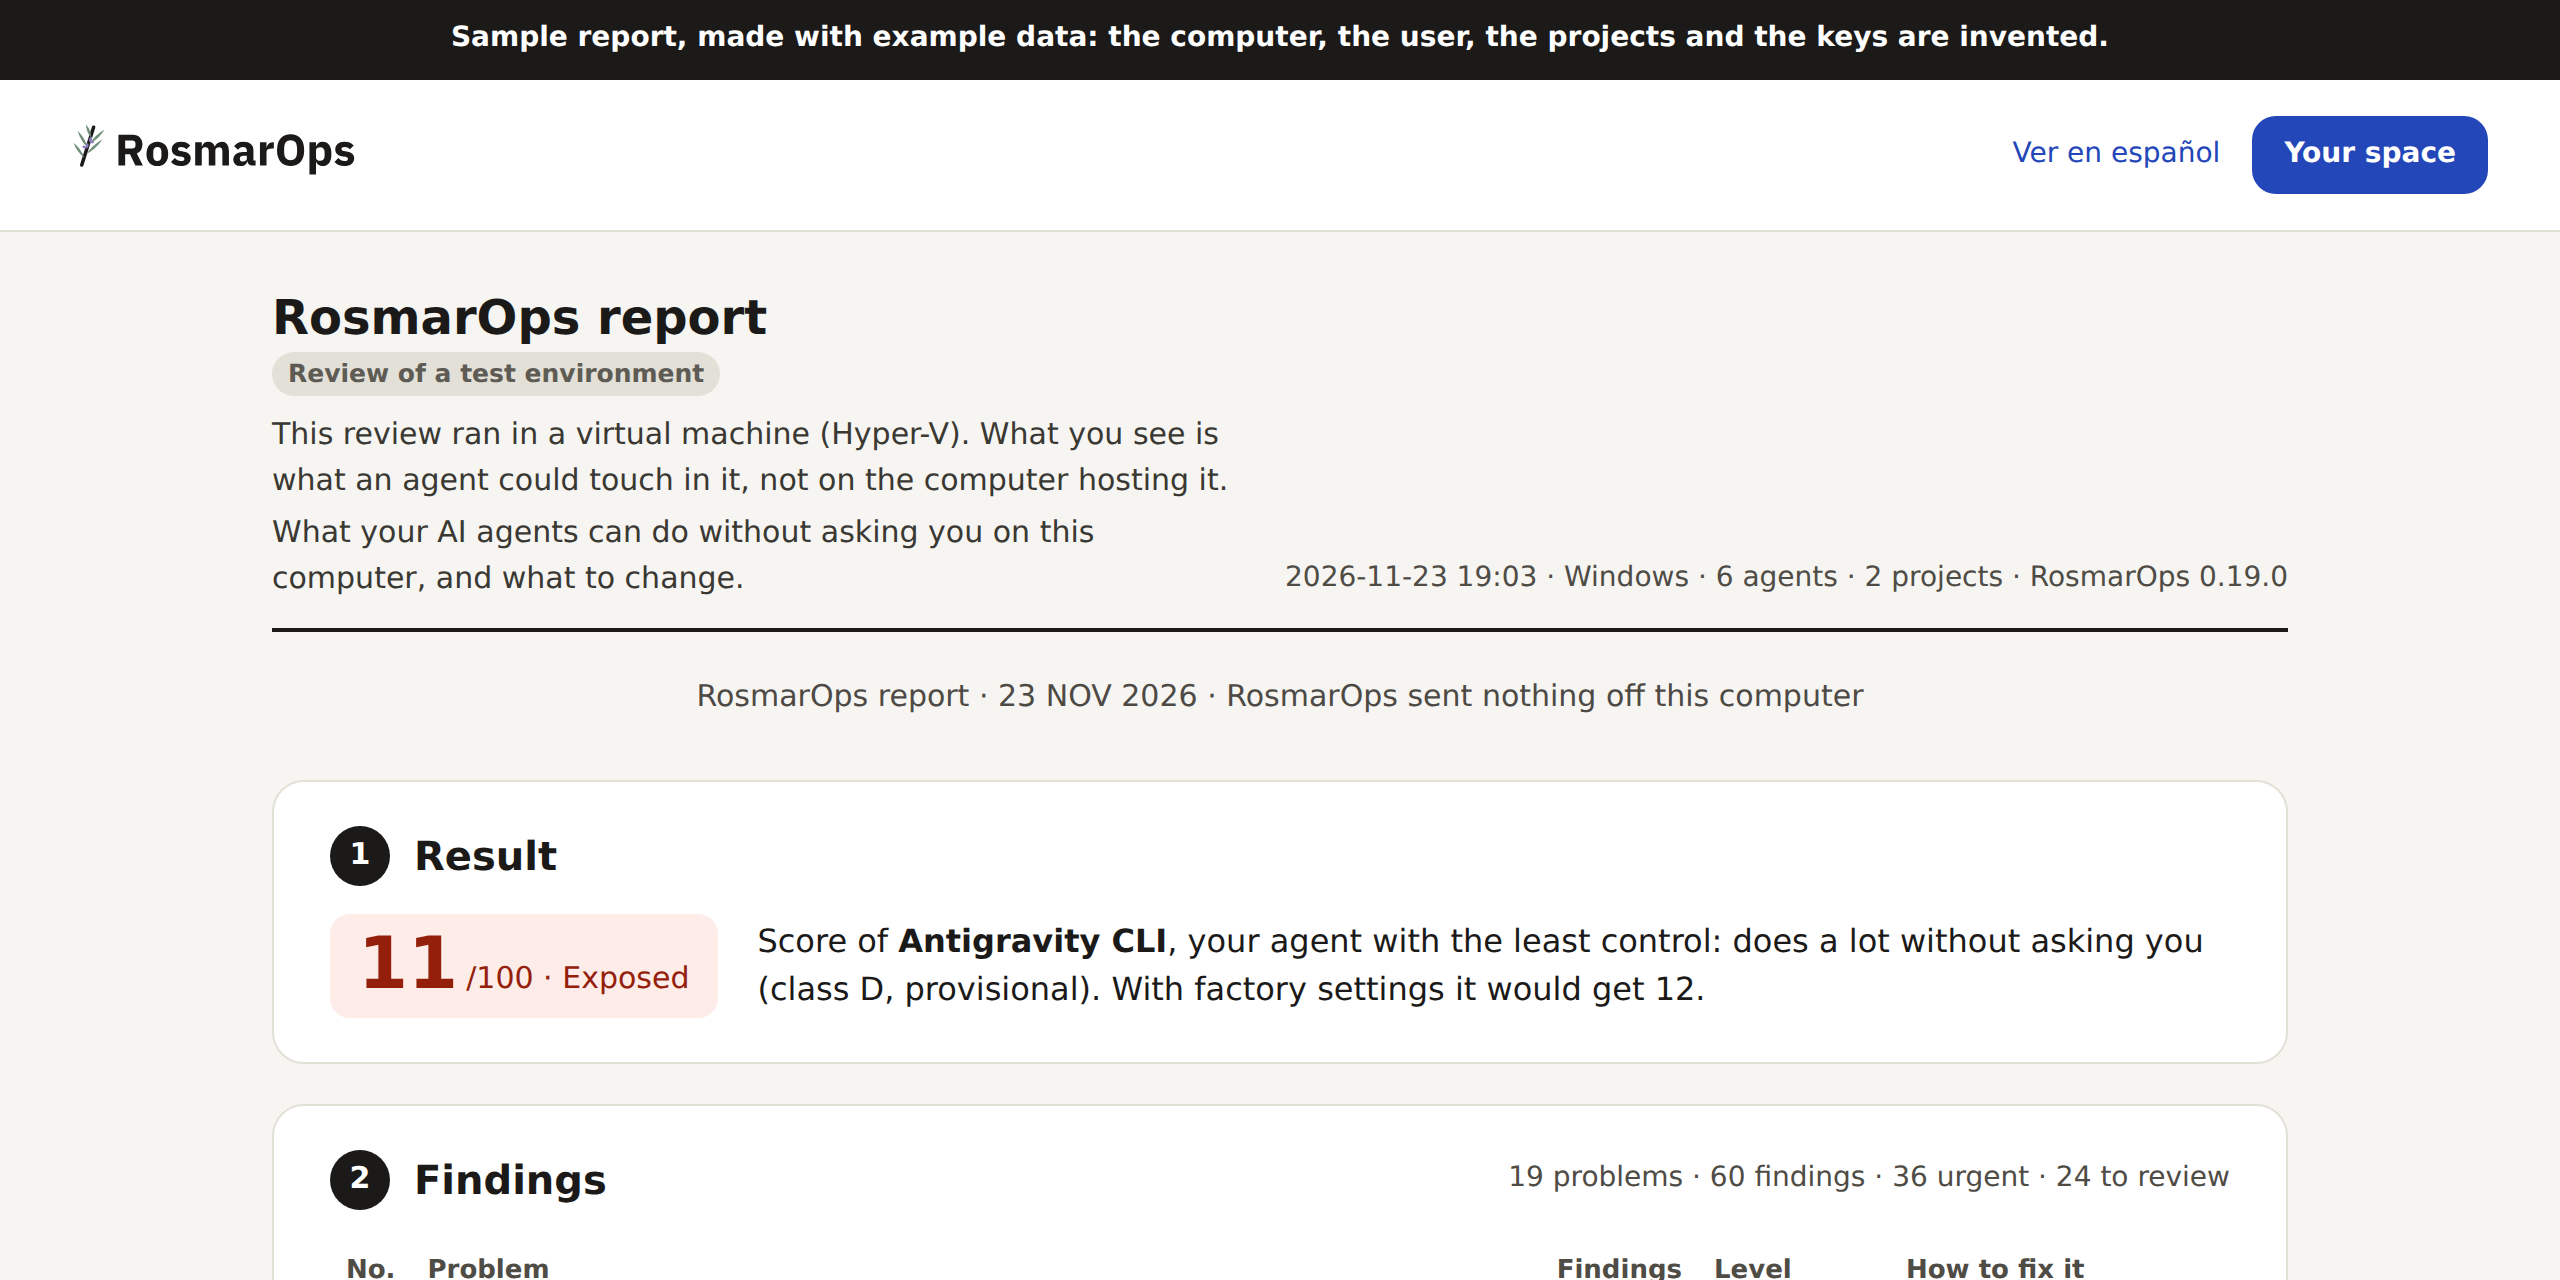 Sample report, made with example data: the computer, the user, the projects and the keys are invented.
RosmarOps
Ver en español
Your space
RosmarOps report
Review of a test environment
This review ran in a virtual machine (Hyper-V). What you see is
what an agent could touch in it, not on the computer hosting it.
What your AI agents can do without asking you on this
computer, and what to change.
2026-11-23 19:03 · Windows · 6 agents · 2 projects · RosmarOps 0.19.0
RosmarOps report · 23 NOV 2026 · RosmarOps sent nothing off this computer
1 Result
11 /100 · Exposed
Score of Antigravity CLI, your agent with the least control: does a lot without asking you
(class D, provisional). With factory settings it would get 12.
2 Findings
19 problems · 60 findings · 36 urgent · 24 to review
No. Problem Findings Level How to fix it